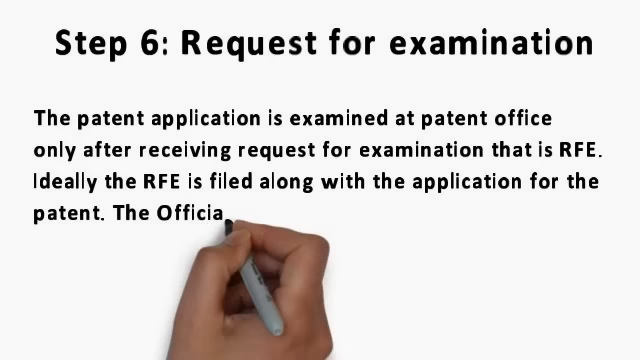 Step 6: Request for examination
The patent application is examined at patent office
only after receiving request for examination that is RFE.
Ideally the RFE is filed along with the application for the
patent. The Officia